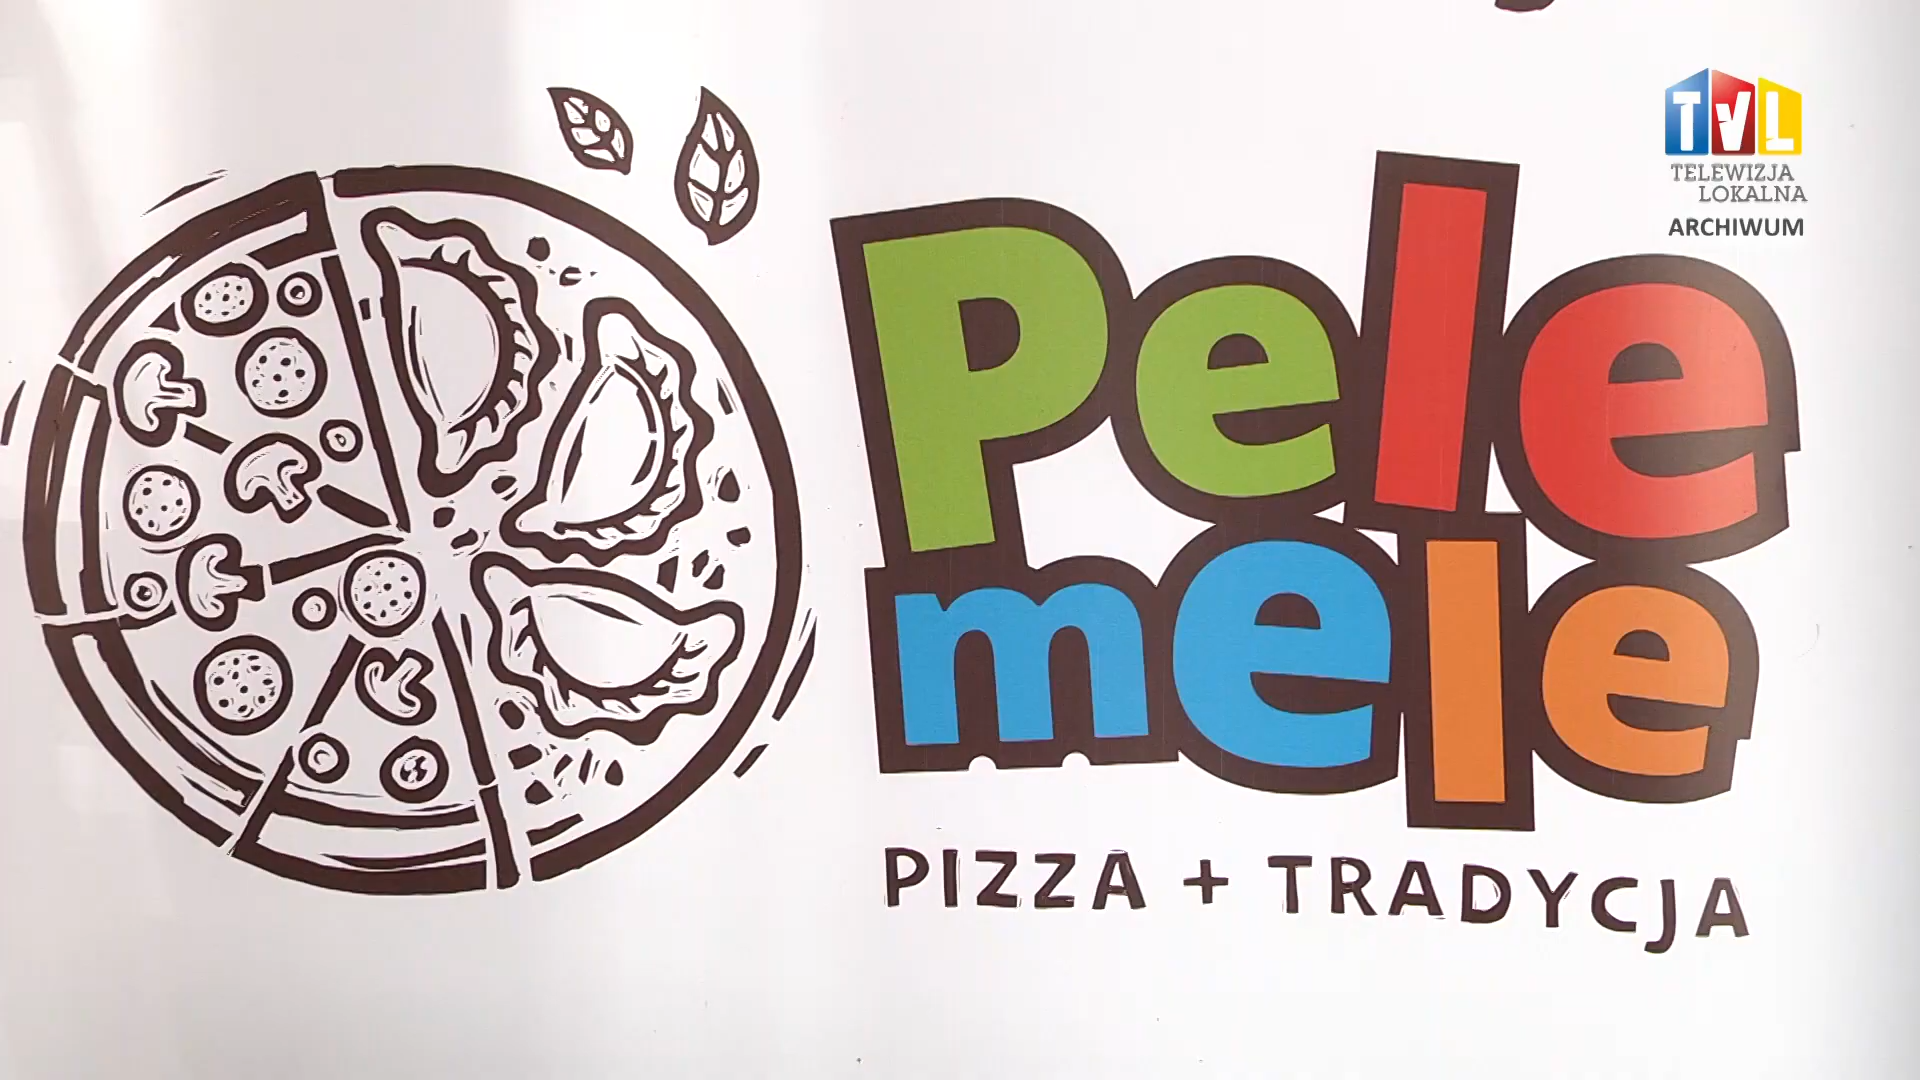 TVL
TELEWIZJA
LOKALNA
ARCHIWUM
Pele
mele
PIZZA + TRADYCJA